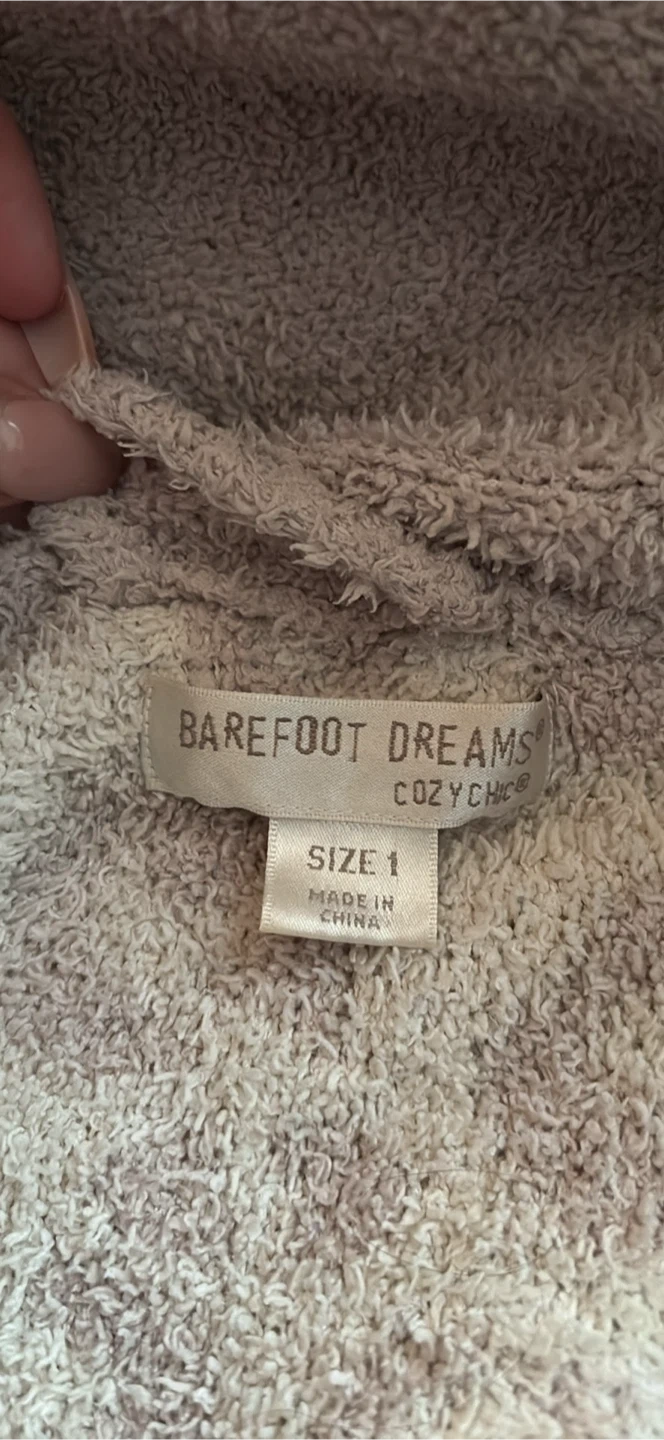 BAREFOOT DREAMS®
COZYCHIC®
SIZE 1
MADE IN
CHINA